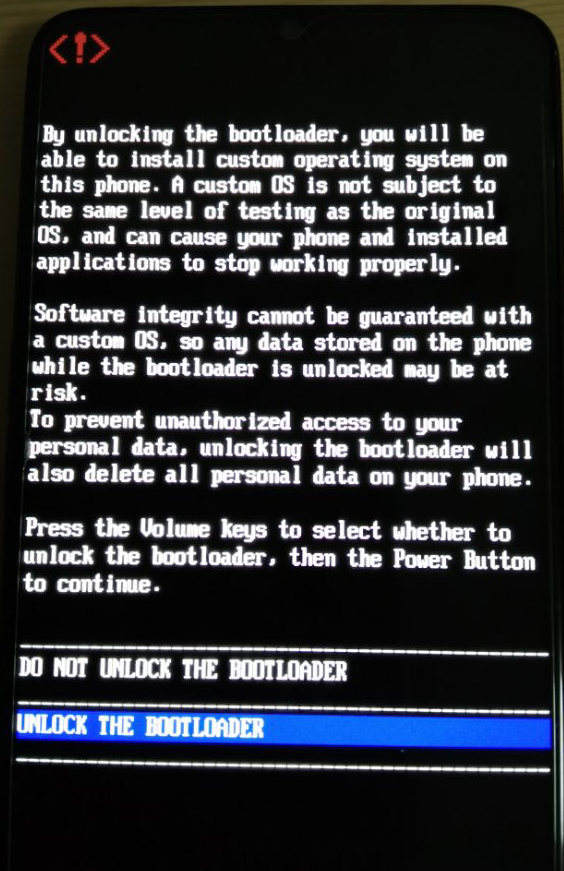 <!>
By unlocking the bootloader, you will be
able to install custom operating system on
this phone. A custom OS is not subject to
the same level of testing as the original
OS, and can cause your phone and installed
applications to stop working properly.
Software integrity cannot be guaranteed with
a custom OS, so any data stored on the phone
while the bootloader is unlocked may be at
risk.
To prevent unauthorized access to your
personal data, unlocking the bootloader will
also delete all personal data on your phone.
Press the Volume keys to select whether to
unlock the bootloader, then the Power Button
to continue.
DO NOT UNLOCK THE BOOTLOADER
UNLOCK THE BOOTLOADER